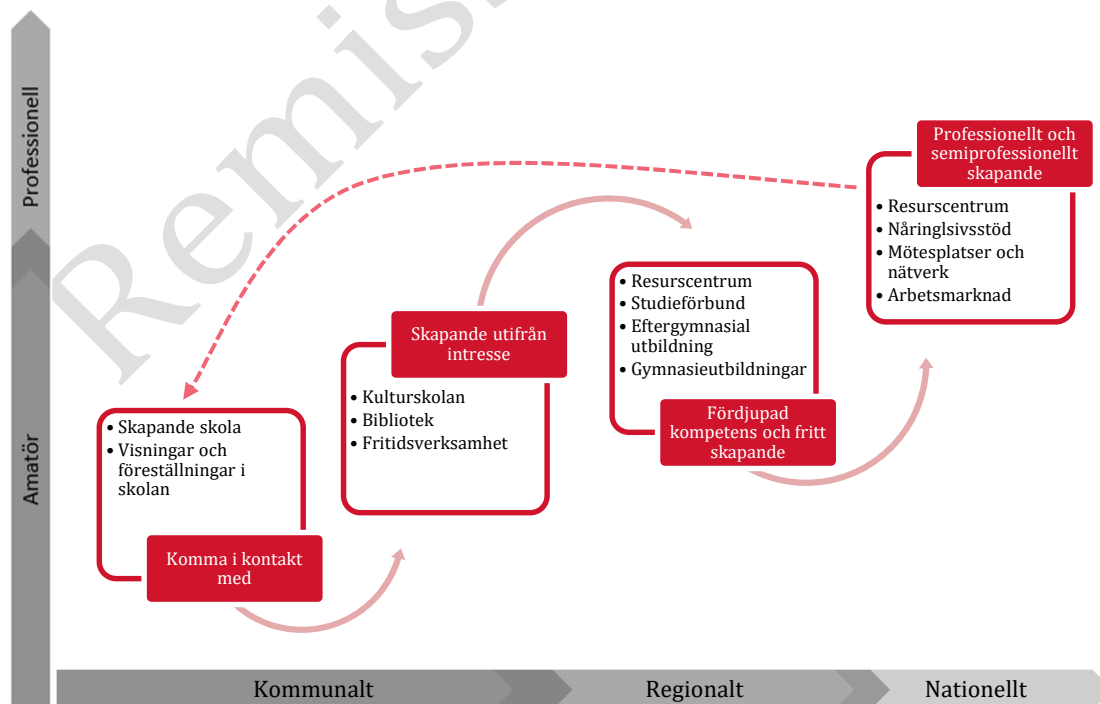 Remis
Professionell
Amatör
Professionellt och
semiprofessionellt
skapande
• Resurscentrum
• Nåringlsivsstöd
• Mötesplatser och
nätverk
• Arbetsmarknad
• Resurscentrum
• Studieförbund
• Eftergymnasial
utbildning
• Gymnasieutbildningar
Fördjupad
kompetens och fritt
skapande
Skapande utifrån
intresse
• Kulturskolan
• Bibliotek
• Fritidsverksamhet
• Skapande skola
• Visningar och
föreställningar i
skolan
Komma i kontakt
med
Kommunalt
Regionalt
Nationellt